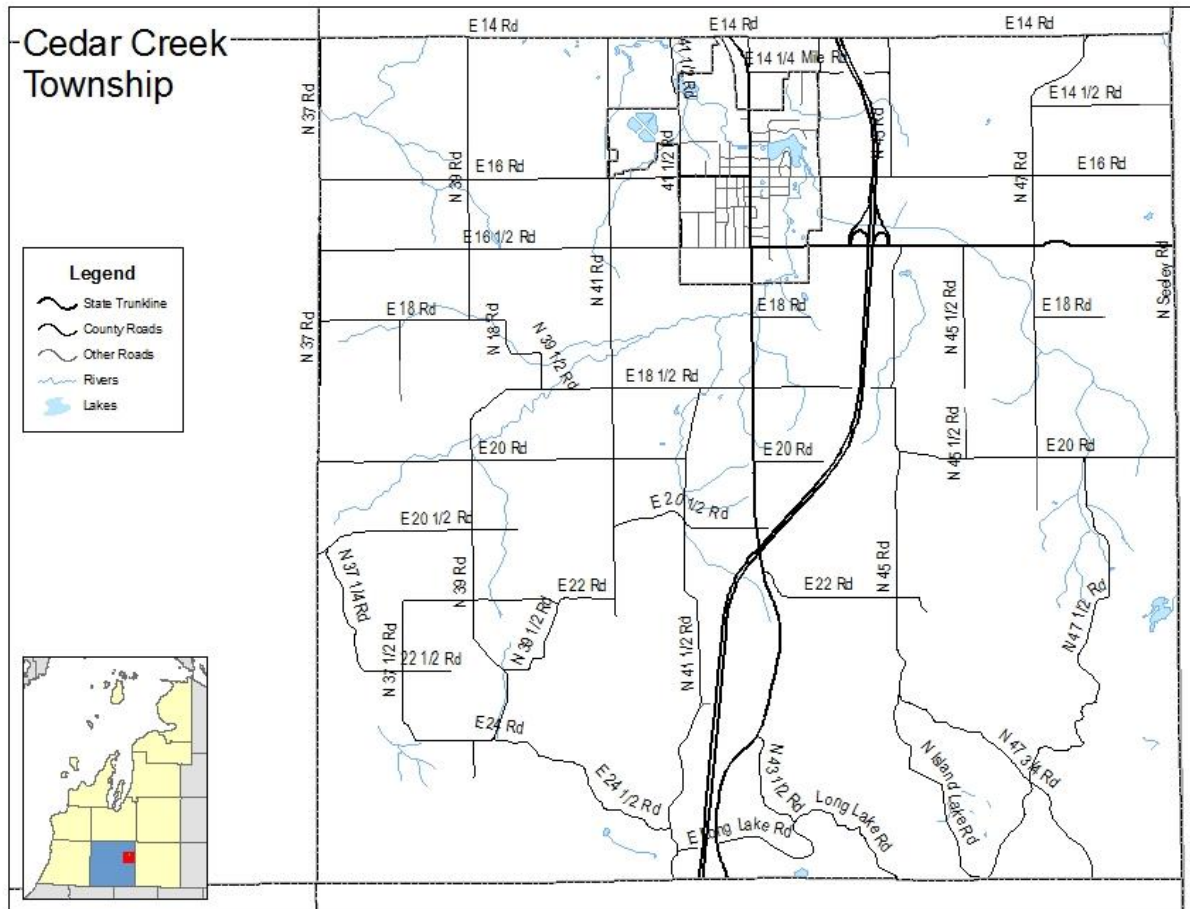 Cedar Creek
Township
E 14 Rd
E 14 Rd
E 14 Rd
E 14 Rd
N 37 Rd
41 1/2 Rd
E 14 1/4 Mile Rd
E 14 1/2 Rd
N 45 Rd
N 39 Rd
E 16 Rd
41 1/2 Rd
N 47 Rd
E 16 Rd
E 16 1/2 Rd
N 41 Rd
N Seeley Rd
Legend
State Trunkline
County Roads
Other Roads
Rivers
Lakes
N 37 Rd
E 18 Rd
N 18 Rd
N 39 1/2 Rd
E 18 Rd
N 45 1/2 Rd
E 18 Rd
E 18 1/2 Rd
E 20 Rd
E 20 Rd
N 45 1/2 Rd
E 20 Rd
E 20 1/2 Rd
E 20 1/2 Rd
N 37 1/4 Rd
N 39 Rd
E 22 Rd
E 22 Rd
N 45 Rd
N 47 1/2 Rd
N 37 1/2 Rd
22 1/2 Rd
N 39 1/2 Rd
N 41 1/2 Rd
E 24 Rd
E 24 1/2 Rd
N 43 1/2 Rd
N Island Lake Rd
N 47 3/4 Rd
E Long Lake Rd
Long Lake Rd